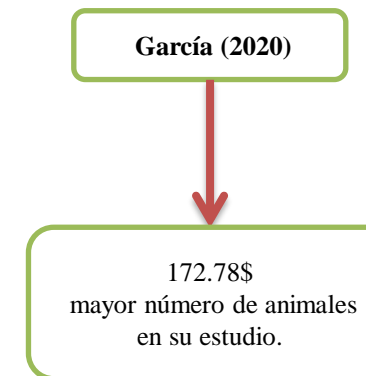 García (2020)
172.78$
mayor número de animales
en su estudio.